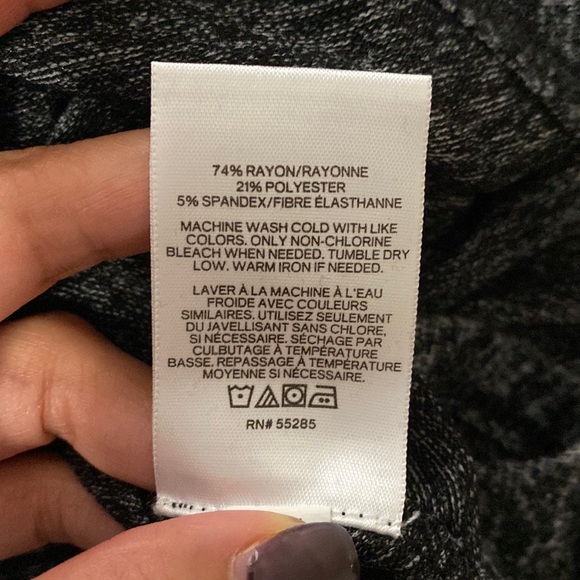 74% RAYON/RAYONNE
21% POLYESTER
5% SPANDEX/FIBRE ÉLASTHANNE
MACHINE WASH COLD WITH LIKE
COLORS. ONLY NON-CHLORINE
BLEACH WHEN NEEDED. TUMBLE DRY
LOW. WARM IRON IF NEEDED.
LAVER À LA MACHINE À L'EAU
FROIDE AVEC COULEURS
SIMILAIRES. UTILISEZ SEULEMENT
DU JAVELLISANT SANS CHLORE,
SI NÉCESSAIRE. SÉCHAGE PAR
CULBUTAGE À TEMPÉRATURE
BASSE. REPASSAGE À TEMPÉRATURE
MOYENNE SI NÉCESSAIRE.
RN# 55285